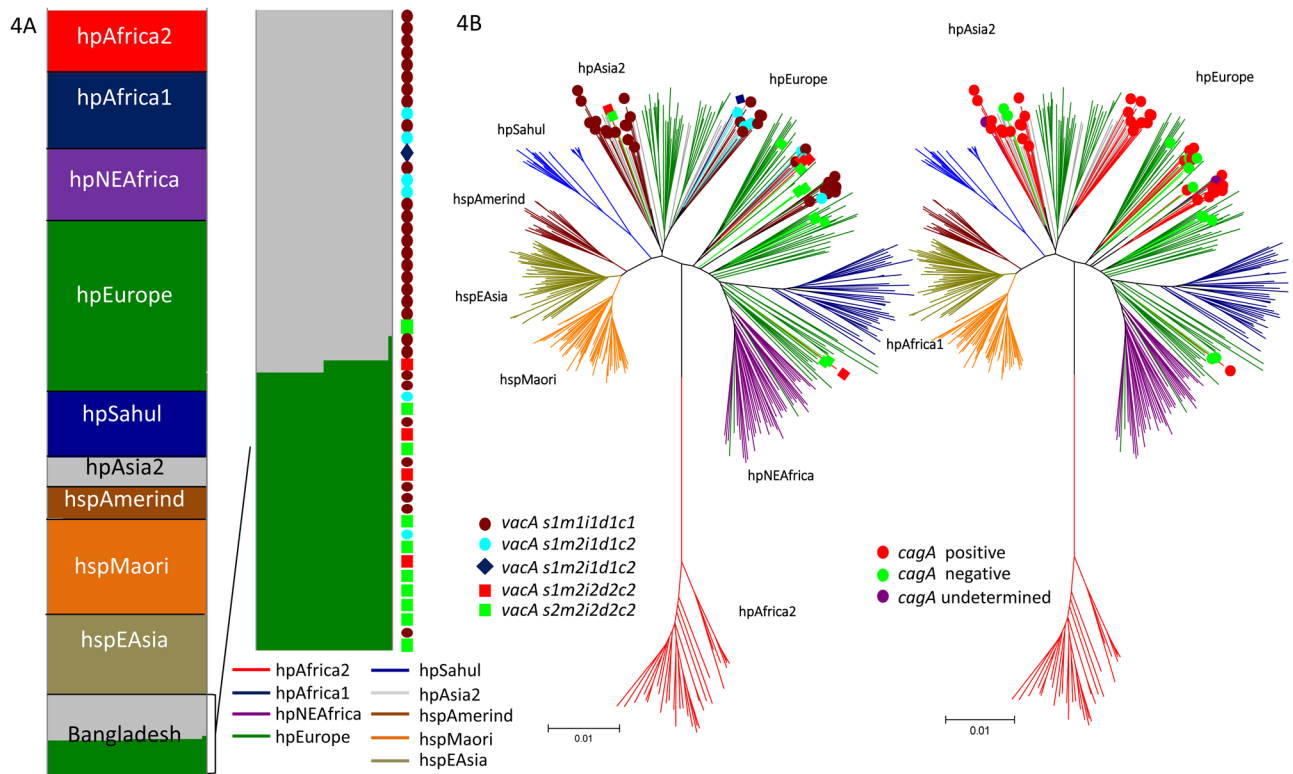 4A
hpAfrica2
hpAfrica1
hpNEAfrica
hpEurope
hpSahul
hpAsia2
hspAmerind
hspMaori
hspEAsia
Bangladesh
hpAfrica2
hpAfrica1
hpNEAfrica
hpEurope
hpSahul
hpAsia2
hspAmerind
hspMaori
hspEAsia
4B
hpAsia2
hpEurope
hpSahul
hspAmerind
hspEAsia
hspMaori
hpAfrica1
hpNEAfrica
hpAfrica2
vacA s1m1i1d1c1
vacA s1m2i1d1c2
vacA s1m2i1d1c2
vacA s1m2i2d2c2
vacA s2m2i2d2c2
0.01
hpAsia2
hpEurope
cagA positive
cagA negative
cagA undetermined
0.01